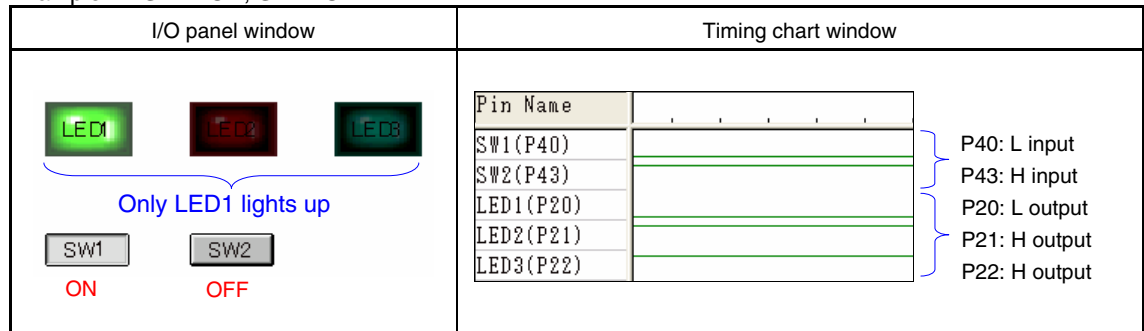 I/O panel window
Timing chart window
LED1
LED2
LED3
Only LED1 lights up
SW1
SW2
ON
OFF
Pin Name
SW1(P40)
SW2(P43)
LED1(P20)
LED2(P21)
LED3(P22)
P40: L input
P43: H input
P20: L output
P21: H output
P22: H output